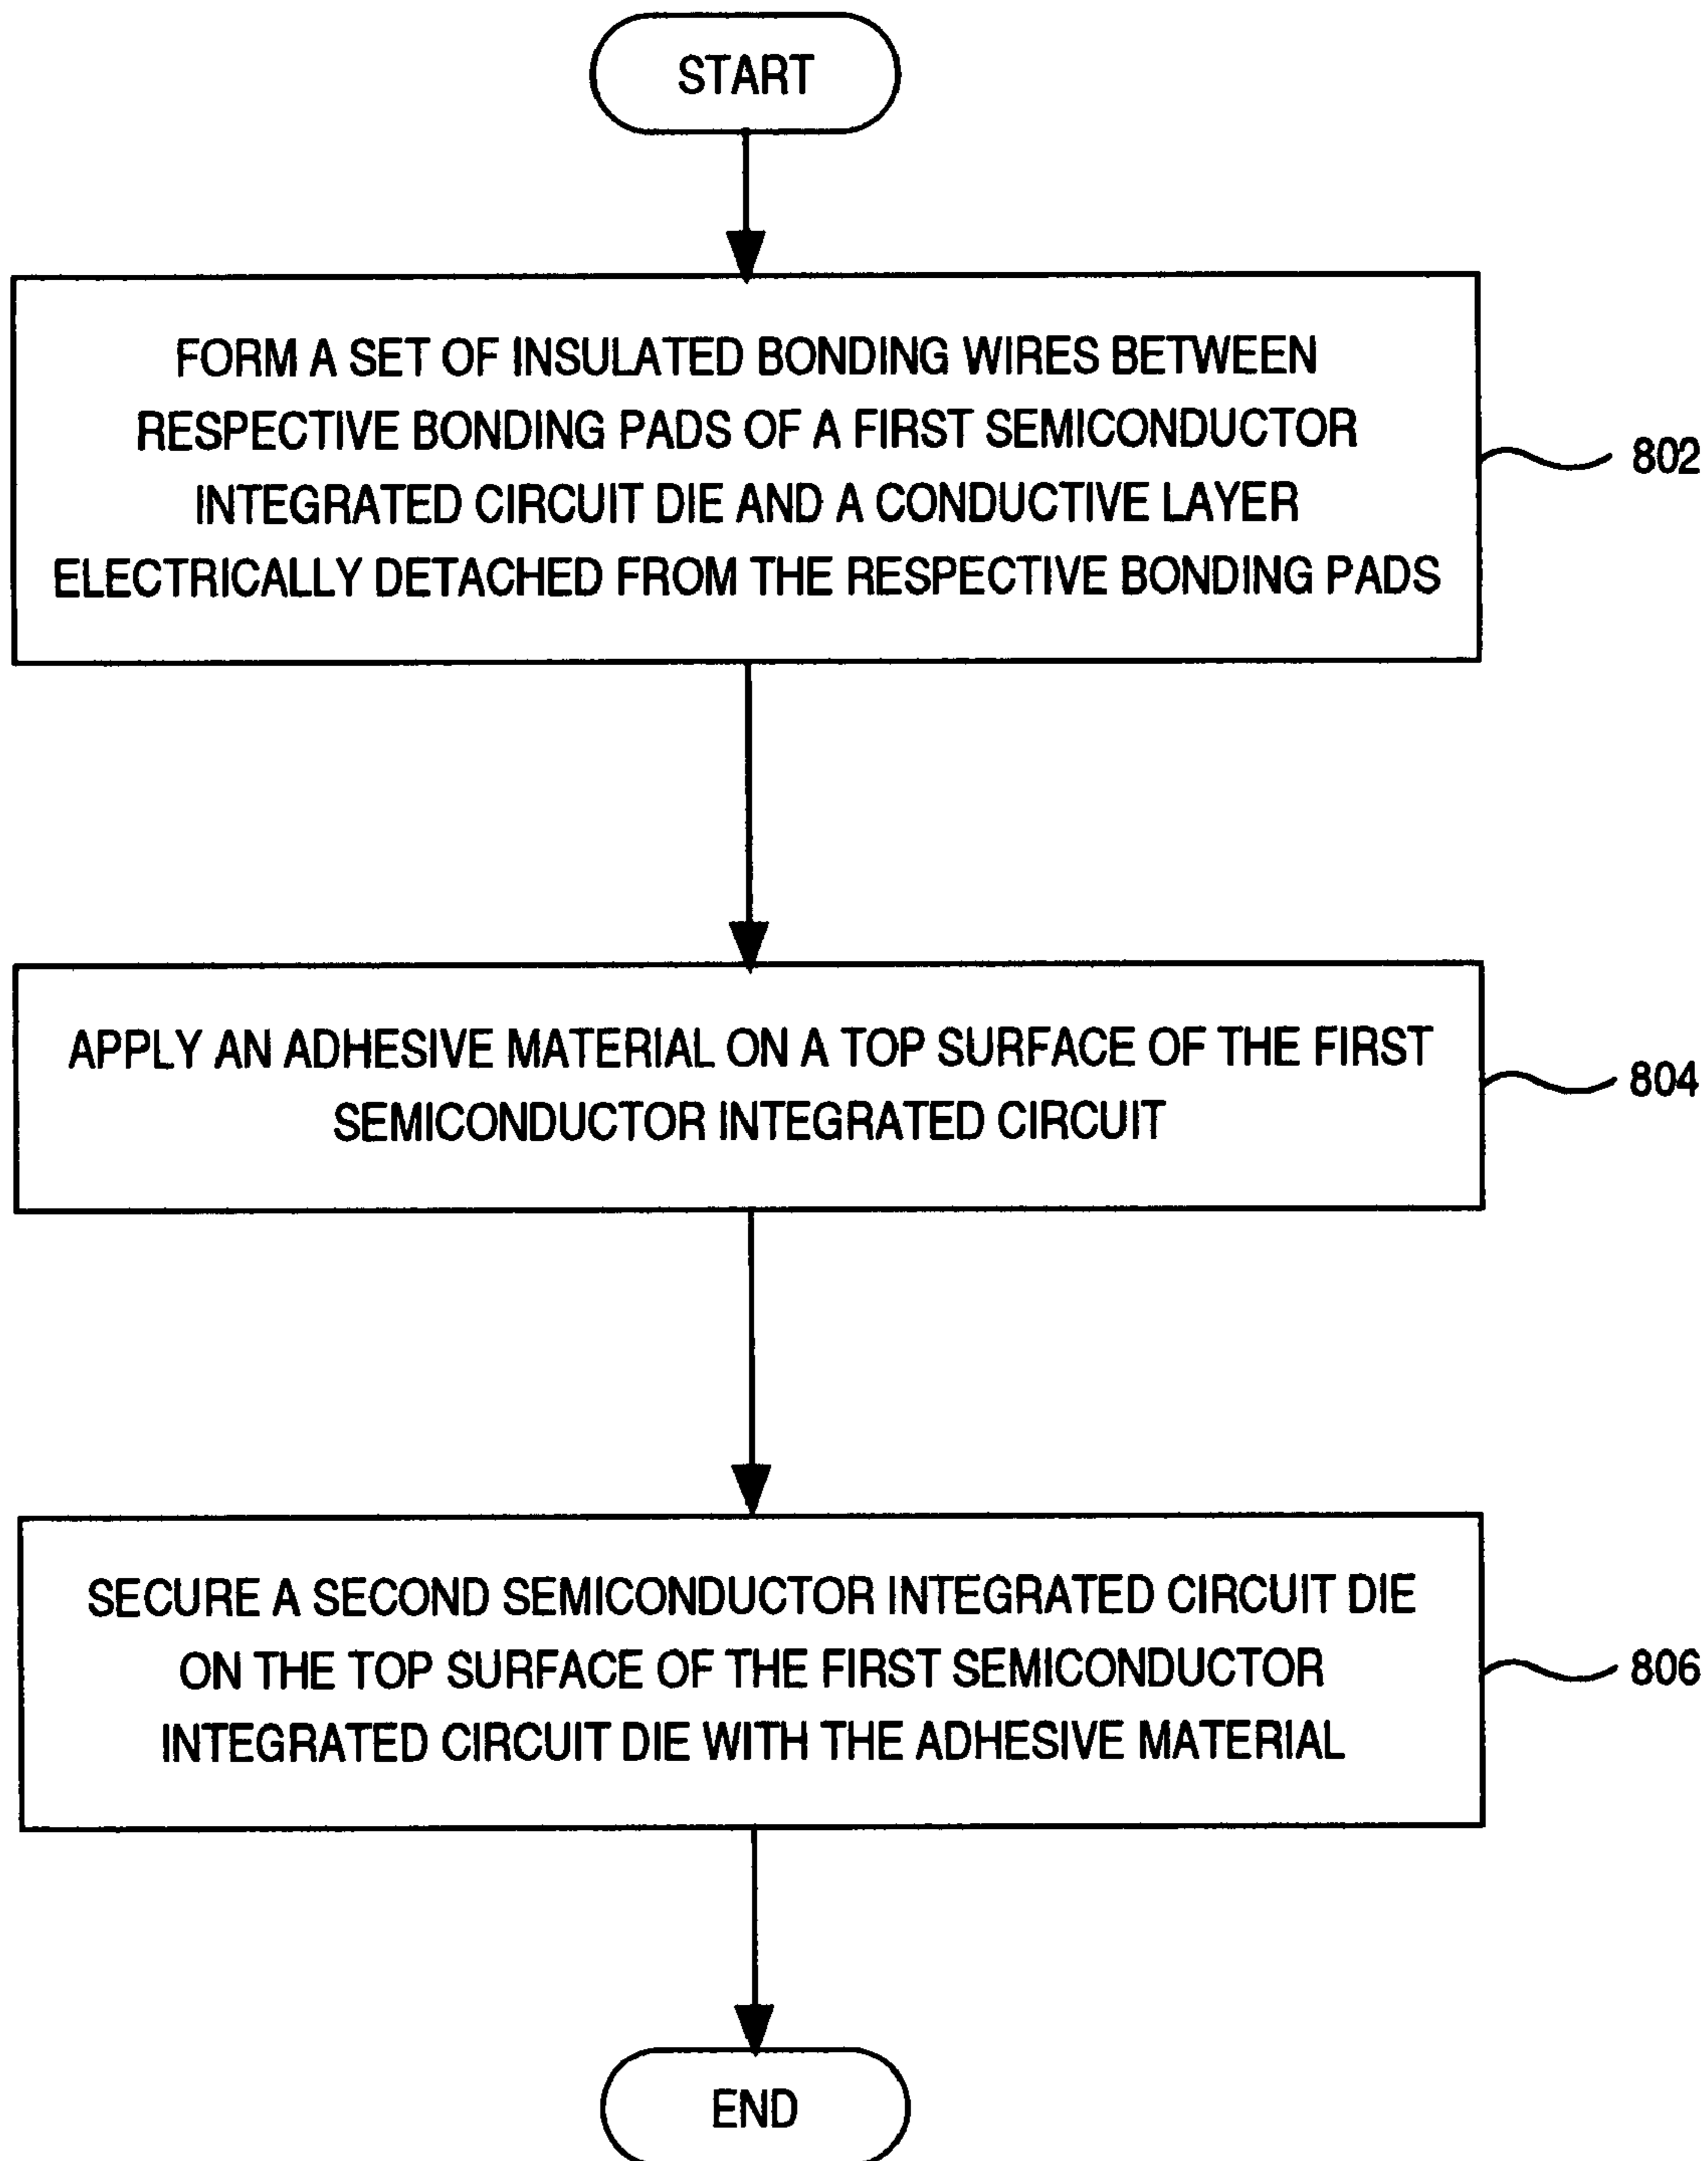 START
FORM A SET OF INSULATED BONDING WIRES BETWEEN
RESPECTIVE BONDING PADS OF A FIRST SEMICONDUCTOR
INTEGRATED CIRCUIT DIE AND A CONDUCTIVE LAYER
ELECTRICALLY DETACHED FROM THE RESPECTIVE BONDING PADS
802
APPLY AN ADHESIVE MATERIAL ON A TOP SURFACE OF THE FIRST
SEMICONDUCTOR INTEGRATED CIRCUIT
804
SECURE A SECOND SEMICONDUCTOR INTEGRATED CIRCUIT DIE
ON THE TOP SURFACE OF THE FIRST SEMICONDUCTOR
INTEGRATED CIRCUIT DIE WITH THE ADHESIVE MATERIAL
806
END